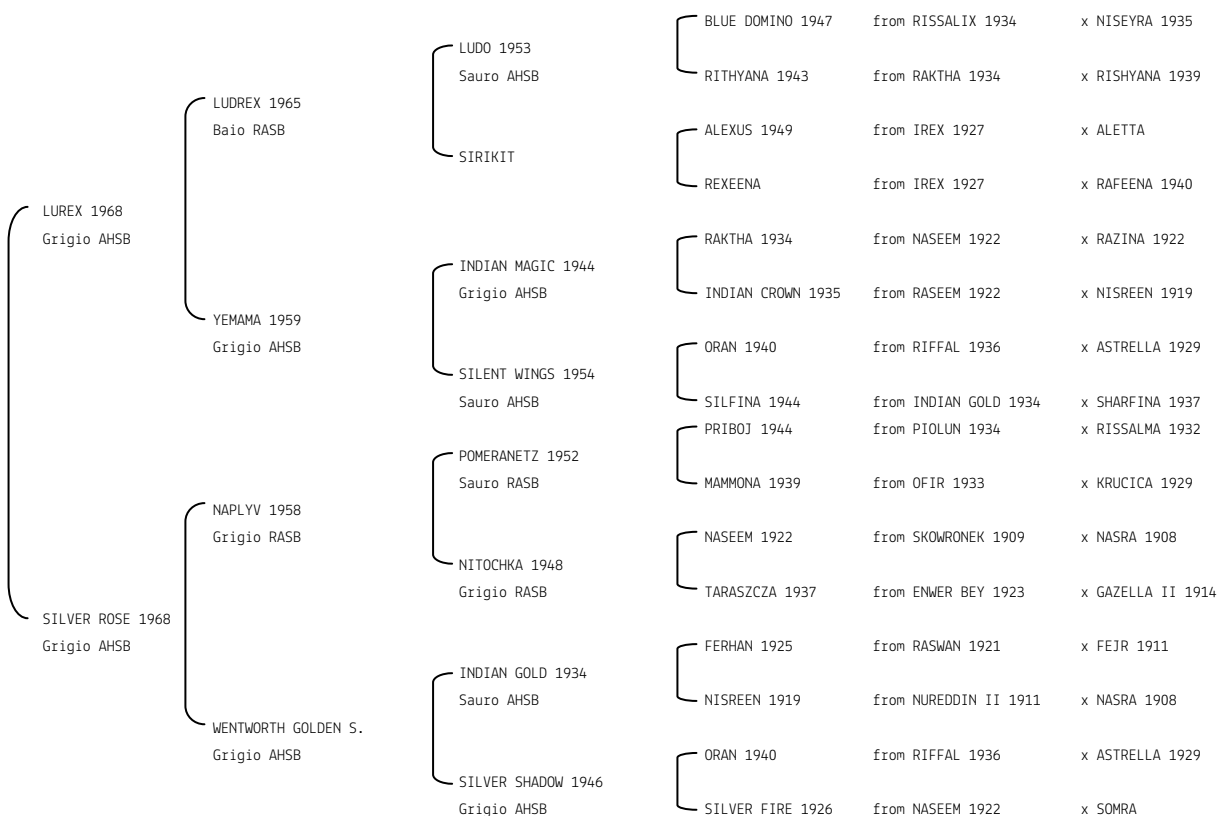 BLUE DOMINO 1947 from RISSALIX 1934 x NISEYRA 1935
LUDO 1953
Sauro AHSB RITHYANA 1943 from RAKTHA 1934 x RISHYANA 1939
LUDREX 1965
Baio RASB ALEXUS 1949 from IREX 1927 x ALETTA
SIRIKIT
REXEENA from IREX 1927 x RAFEENA 1940
LUREX 1968
Grigio AHSB RAKTHA 1934 from NASEEM 1922 x RAZINA 1922
INDIAN MAGIC 1944
Grigio AHSB INDIAN CROWN 1935 from RASEEM 1922 x NISREEN 1919
YEMAMA 1959
Grigio AHSB ORAN 1940 from RIFFAL 1936 x ASTRELLA 1929
SILENT WINGS 1954
Sauro AHSB SILFINA 1944 from INDIAN GOLD 1934 x SHARFINA 1937
PRIBOJ 1944 from PIOLUN 1934 x RISSALMA 1932
POMERANETZ 1952
Sauro RASB MAMMONA 1939 from OFIR 1933 x KRUCICA 1929
NAPLYV 1958
Grigio RASB NASEEM 1922 from SKOWRONEK 1909 x NASRA 1908
NITOCHKA 1948
Grigio RASB TARASZCZA 1937 from ENWER BEY 1923 x GAZELLA II 1914
SILVER ROSE 1968
Grigio AHSB FERHAN 1925 from RASWAN 1921 x FEJR 1911
INDIAN GOLD 1934
Sauro AHSB NISREEN 1919 from NUREDDIN II 1911 x NASRA 1908
WENTWORTH GOLDEN S.
Grigio AHSB ORAN 1940 from RIFFAL 1936 x ASTRELLA 1929
SILVER SHADOW 1946
Grigio AHSB SILVER FIRE 1926 from NASEEM 1922 x SOMRA